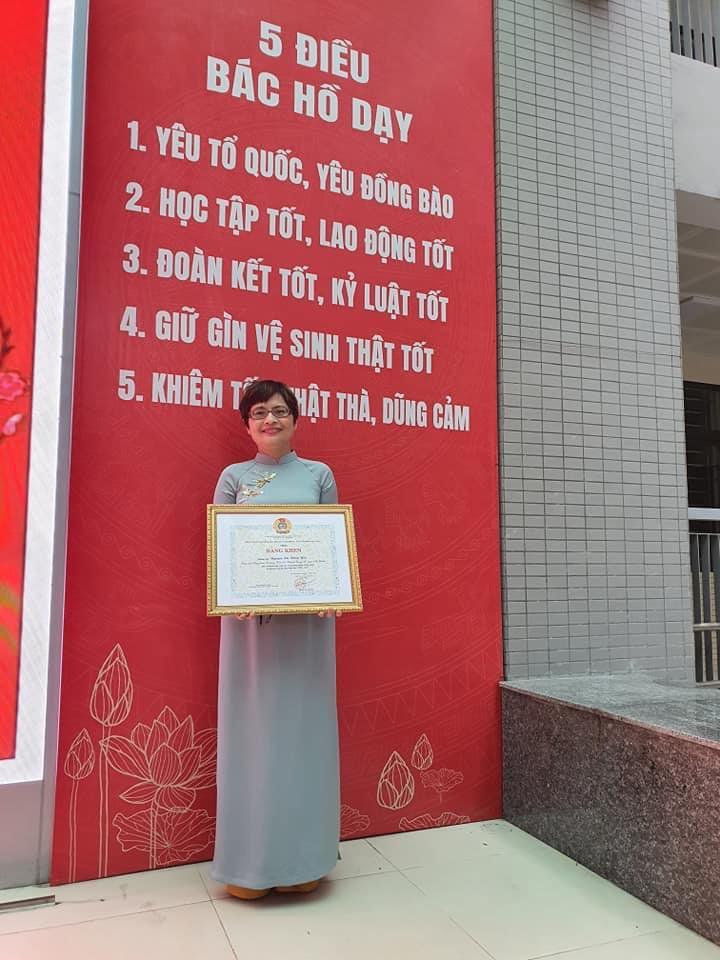 5 ĐIỀU
BÁC HỒ DẠY
1. YÊU TỔ QUỐC, YÊU ĐỒNG BÀO
2. HỌC TẬP TỐT, LAO ĐỘNG TỐT
3. ĐOÀN KẾT TỐT, KỶ LUẬT TỐT
4. GIỮ GÌN VỆ SINH THẬT TỐT
5. KHIÊM THẬT THÀ, DŨNG CẢM
BẰNG KHEN